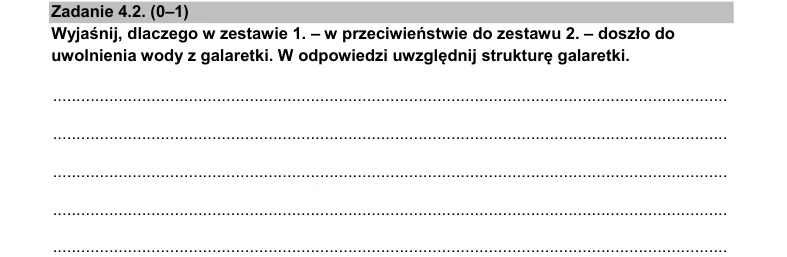 Zadanie 4.2. (0–1)
Wyjaśnij, dlaczego w zestawie 1. – w przeciwieństwie do zestawu 2. – doszło do
uwolnienia wody z galaretki. W odpowiedzi uwzględnij strukturę galaretki.